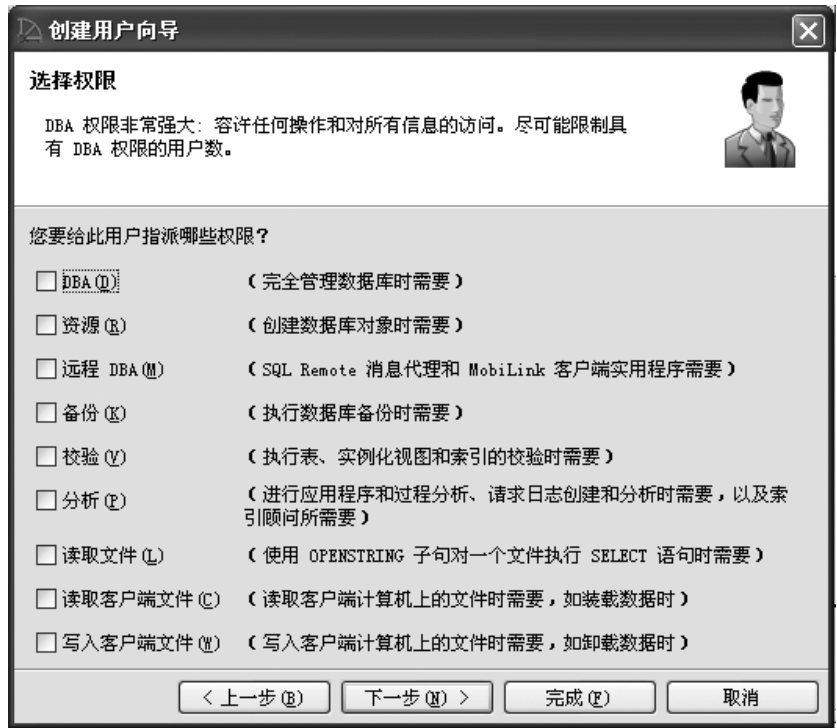 创建用户向导
选择权限
DBA 权限非常强大: 容许任何操作和对所有信息的访问。尽可能限制具
有 DBA 权限的用户数。
您要给此用户指派哪些权限?
DBA(D) (完全管理数据库时需要)
资源(R) (创建数据库对象时需要)
远程 DBA(M) (SQL Remote 消息代理和 MobiLink 客户端实用程序需要)
备份(K) (执行数据库备份时需要)
校验(V) (执行表、实例化视图和索引的校验时需要)
分析(P) (进行应用程序和过程分析、请求日志创建和分析时需要,以及索
引顾问所需要)
读取文件(L) (使用 OPENSTRING 子句对一个文件执行 SELECT 语句时需要)
读取客户端文件(C) (读取客户端计算机上的文件时需要,如装载数据时)
写入客户端文件(W) (写入客户端计算机上的文件时需要,如卸载数据时)
< 上一步(B) 下一步(N) > 完成(F) 取消